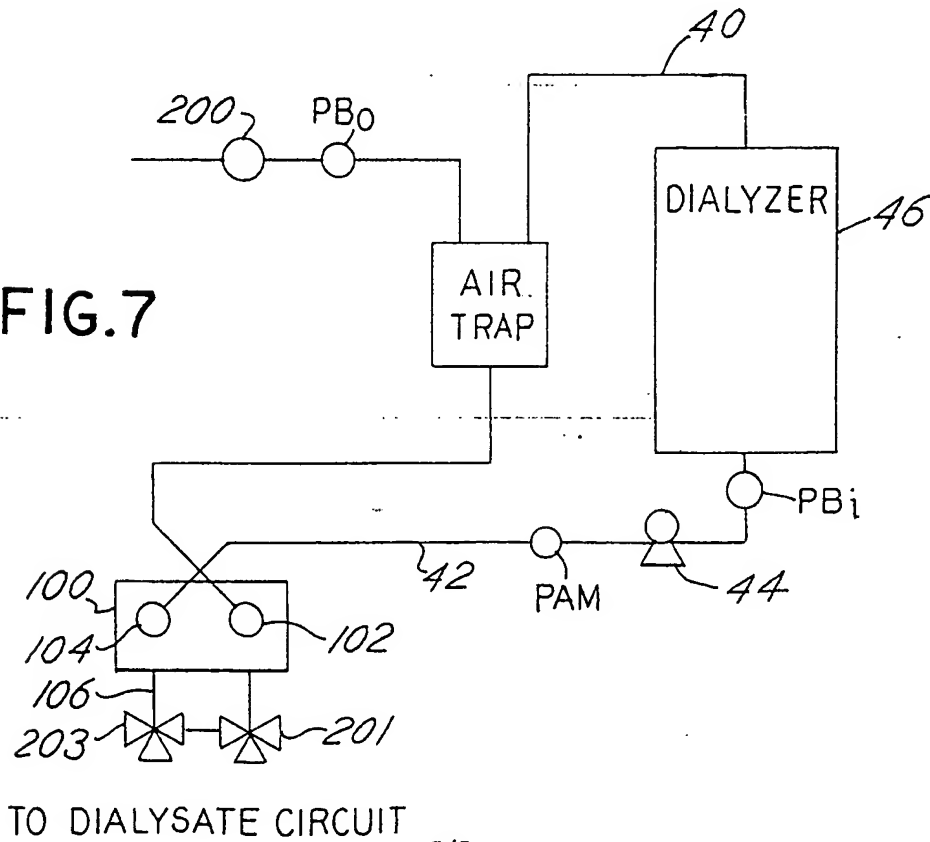 40
200
PBo
DIALYZER
46
AIR.
TRAP
FIG.7
PBi
42
PAM
44
100
104
102
106
203
201
TO DIALYSATE CIRCUIT